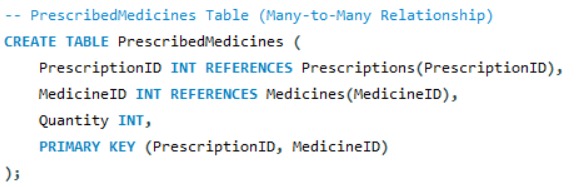 -- PrescribedMedicines Table (Many-to-Many Relationship)
CREATE TABLE PrescribedMedicines (
    PrescriptionID INT REFERENCES Prescriptions(PrescriptionID),
    MedicineID INT REFERENCES Medicines(MedicineID),
    Quantity INT,
    PRIMARY KEY (PrescriptionID, MedicineID)
);